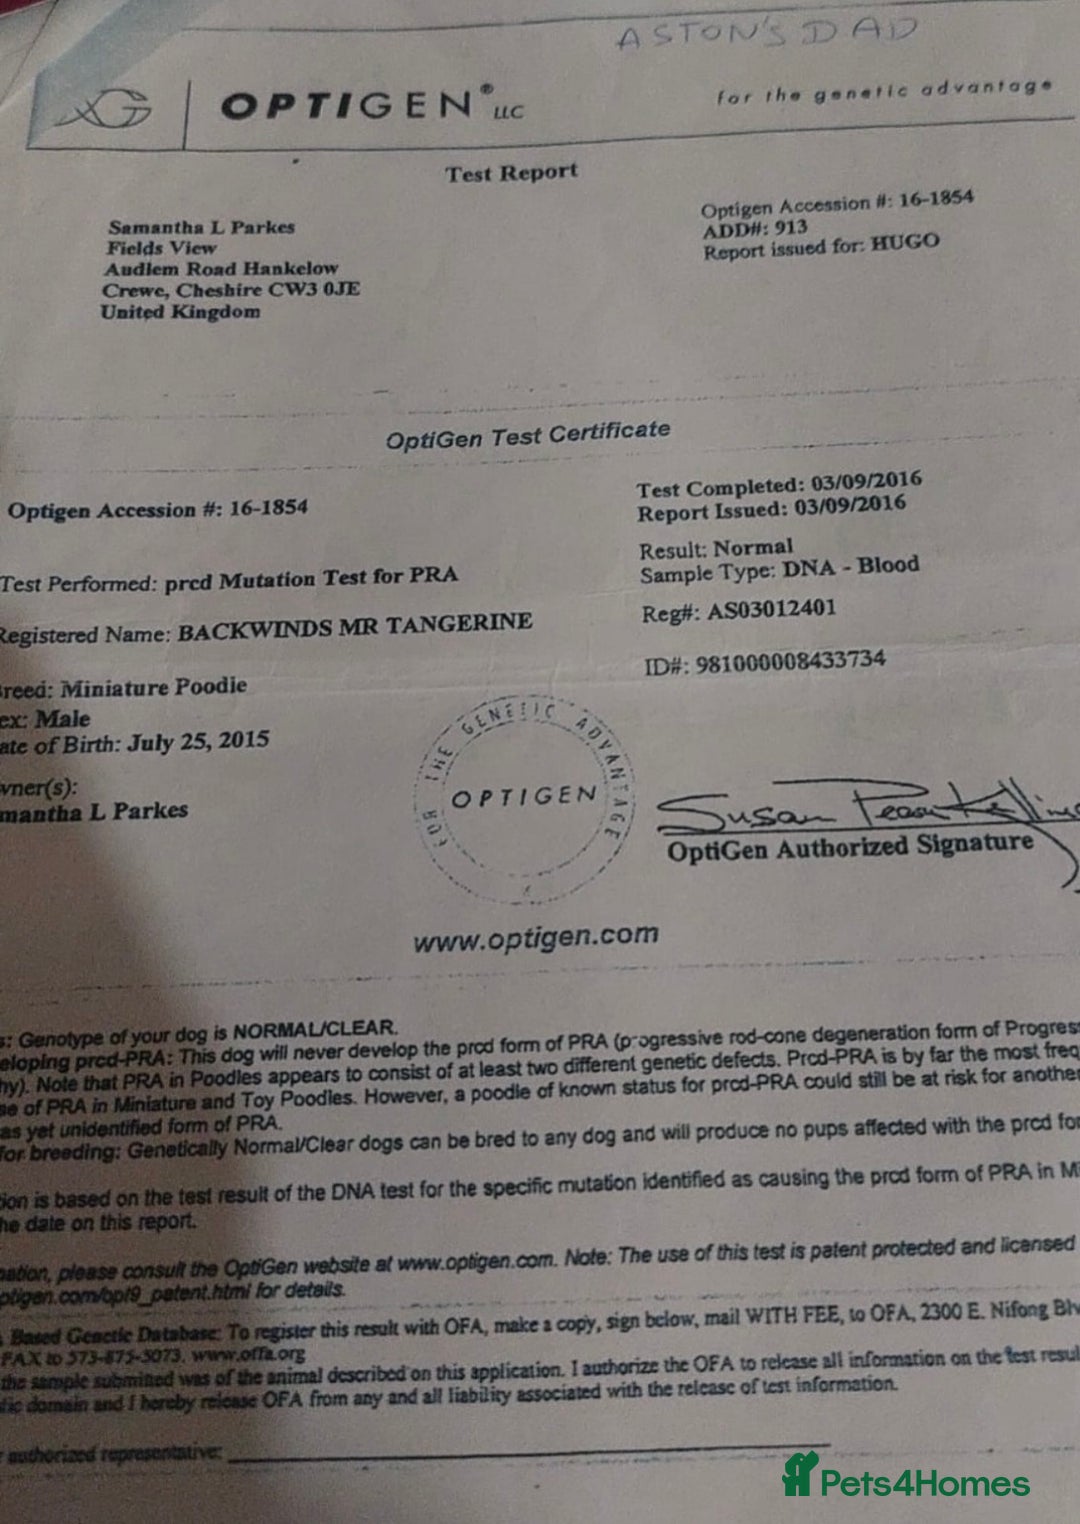 ASTON'S DAD
OPTIGEN® LLC
for the genetic advantage
Test Report
Samantha L Parkes
Fields View
Audlem Road Hankelow
Crewe, Cheshire CW3 0JE
United Kingdom
Optigen Accession #: 16-1854
ADD#: 913
Report issued for: HUGO
OptiGen Test Certificate
Optigen Accession #: 16-1854
Test Completed: 03/09/2016
Report Issued: 03/09/2016
Result: Normal
Sample Type: DNA - Blood
Test Performed: prcd Mutation Test for PRA
Reg#: AS03012401
Registered Name: BACKWINDS MR TANGERINE
ID#: 981000008433734
reed: Miniature Poodle
ex: Male
ate of Birth: July 25, 2015
wner(s):
mantha L Parkes
FOR THE GENETIC ADVANTAGE
OPTIGEN
Susan Pearce-Kelling
OptiGen Authorized Signature
www.optigen.com
s: Genotype of your dog is NORMAL/CLEAR.
eloping prcd-PRA: This dog will never develop the prcd form of PRA (progressive rod-cone degeneration form of Progress
hy). Note that PRA in Poodles appears to consist of at least two different genetic defects. Prcd-PRA is by far the most freq
se of PRA in Miniature and Toy Poodles. However, a poodle of known status for prcd-PRA could still be at risk for another
as yet unidentified form of PRA.
for breeding: Genetically Normal/Clear dogs can be bred to any dog and will produce no pups affected with the prcd for
tion is based on the test result of the DNA test for the specific mutation identified as causing the prcd form of PRA in Mi
he date on this report.
mation, please consult the OptiGen website at www.optigen.com. Note: The use of this test is patent protected and licensed
optigen.com/opt9_patent.html for details.
Based Genetic Database: To register this result with OFA, make a copy, sign below, mail WITH FEE, to OFA, 2300 E. Nifong Blv
FAX to 573-875-5073. www.offa.org
the sample submitted was of the animal described on this application. I authorize the OFA to release all information on the test resul
lic domain and I hereby release OFA from any and all liability associated with the release of test information.
r authorized representative:
Pets4Homes